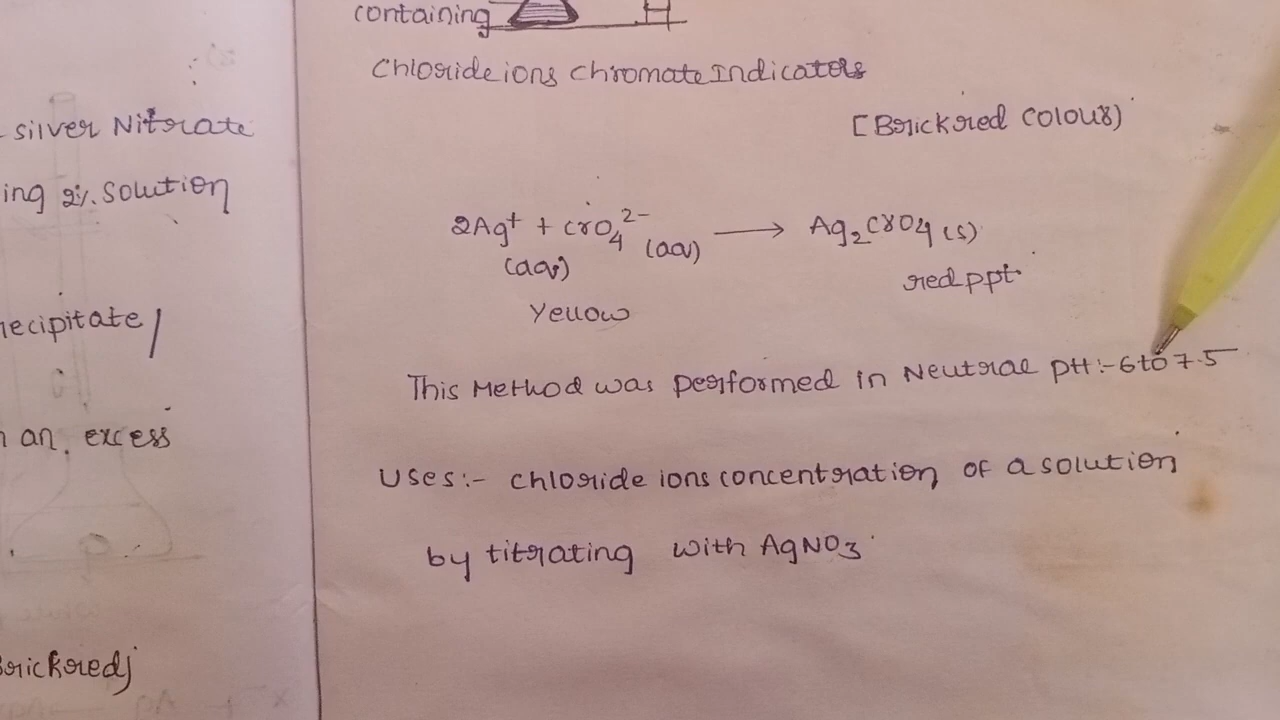 silver Nitrate
ing 2%. solution
recipitate/
an. excess
Brickred
containing
Chloride ions Chromate Indicators
[Brickred Colour)
2Ag+ + crO4 2- (aq) → Ag2crO4 (s)
(aq)
red ppt.
Yellow
This Method was performed in Neutral pH:- 6 to 7.5
Uses:- chloride ions concentration of a solution
by titrating with AgNO3